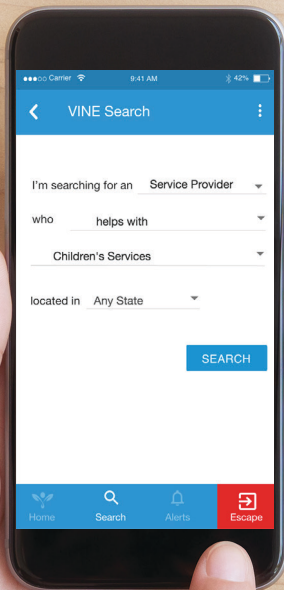 Carrier 9:41 AM 42%
VINE Search
I'm searching for an Service Provider
who helps with
Children's Services
located in Any State
SEARCH
Home Search Alerts Escape